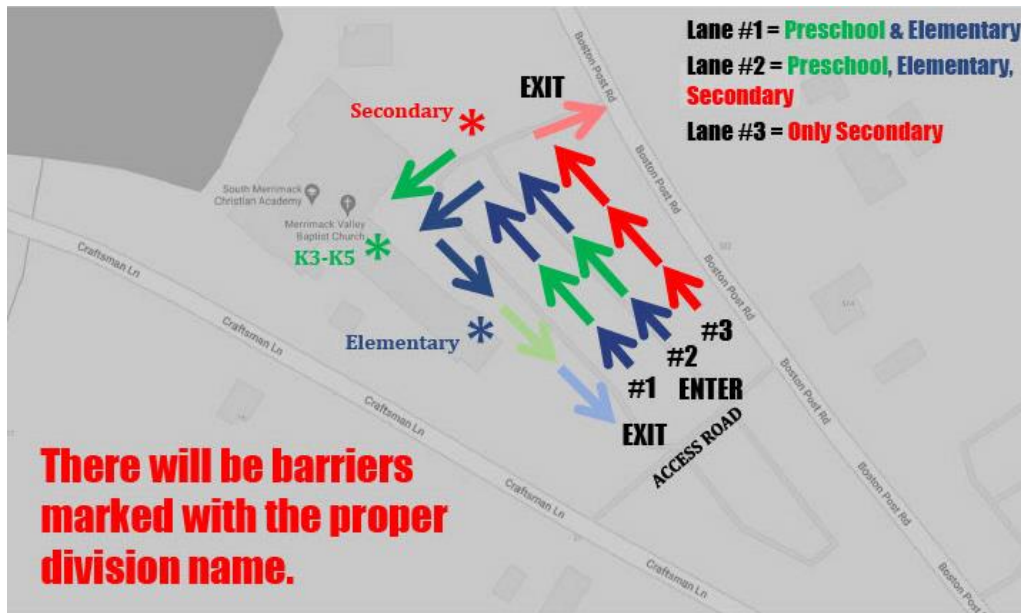 Lane #1 = Preschool & Elementary
Lane #2 = Preschool, Elementary,
Secondary
Lane #3 = Only Secondary
EXIT
Boston Post Rd
Secondary *
Boston Post Rd
South Merrimack
Christian Academy
Merrimack Valley
Baptist Church
K3-K5 *
Craftsman Ln
Boston Post Rd
Elementary *
Craftsman Ln
#3
#2
#1
ENTER
EXIT
Craftsman Ln
ACCESS ROAD
Boston Post Rd
Boston Post Rd
Craftsman Ln
Craftsman Ln
Boston Post Rd
There will be barriers
marked with the proper
division name.